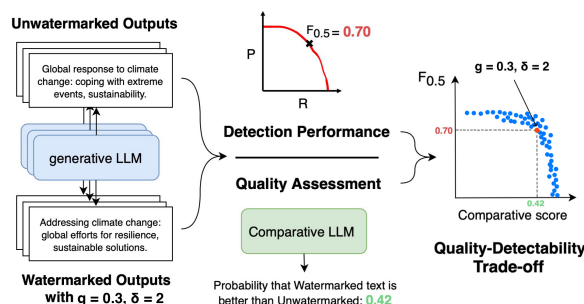 Unwatermarked Outputs
Global response to climate
change: coping with extreme
events, sustainability.
generative LLM
Addressing climate change:
global efforts for resilience,
sustainable solutions.
Watermarked Outputs
with g = 0.3, δ = 2
P
F0.5= 0.70
R
Detection Performance
Quality Assessment
Comparative LLM
Probability that Watermarked text is
better than Unwatermarked: 0.42
F0.5
g = 0.3, δ = 2
0.70
0.42
Comparative score
Quality-Detectability
Trade-off